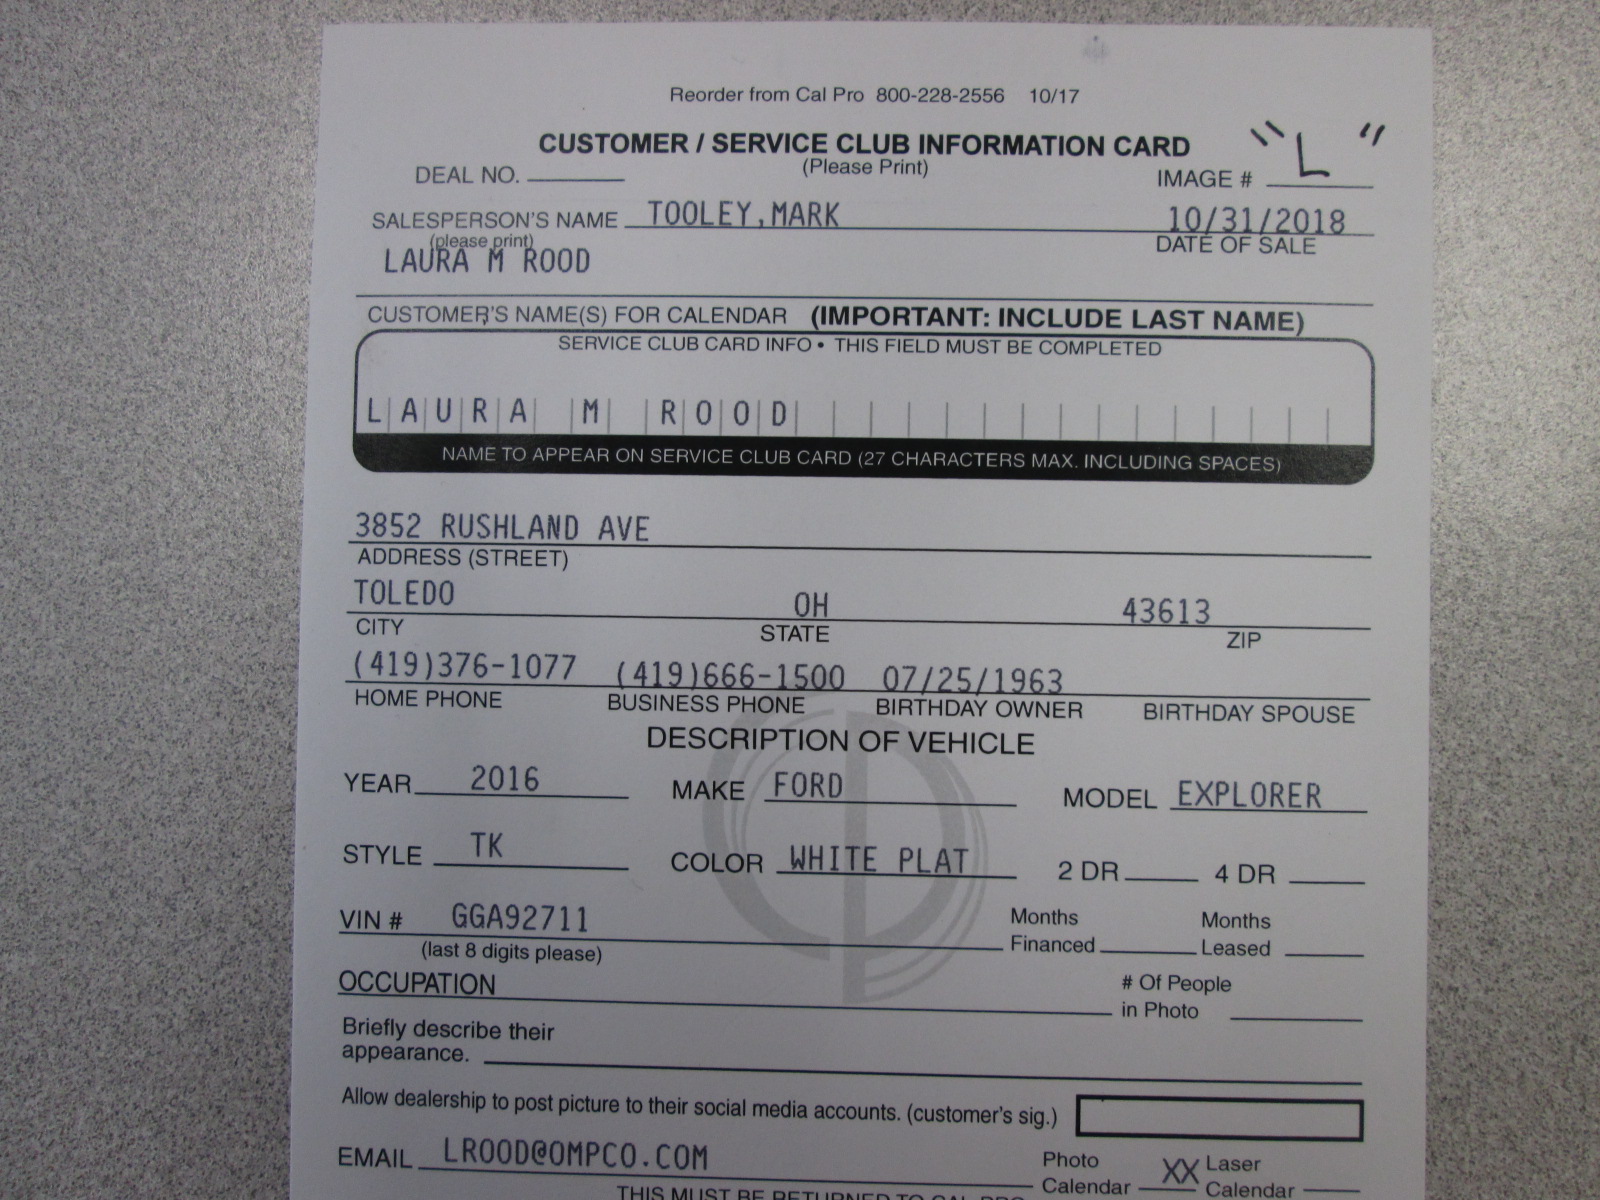 Reorder from Cal Pro 800-228-2556 10/17
CUSTOMER / SERVICE CLUB INFORMATION CARD
(Please Print)
DEAL NO. IMAGE # "L"
SALESPERSON'S NAME TOOLEY,MARK 10/31/2018
(please print) DATE OF SALE
LAURA M ROOD
CUSTOMER'S NAME(S) FOR CALENDAR (IMPORTANT: INCLUDE LAST NAME)
SERVICE CLUB CARD INFO • THIS FIELD MUST BE COMPLETED
LAURA M ROOD
NAME TO APPEAR ON SERVICE CLUB CARD (27 CHARACTERS MAX. INCLUDING SPACES)
3852 RUSHLAND AVE
ADDRESS (STREET)
TOLEDO OH 43613
CITY STATE ZIP
(419)376-1077 (419)666-1500 07/25/1963
HOME PHONE BUSINESS PHONE BIRTHDAY OWNER BIRTHDAY SPOUSE
DESCRIPTION OF VEHICLE
YEAR 2016 MAKE FORD MODEL EXPLORER
STYLE TK COLOR WHITE PLAT 2 DR 4 DR
VIN # GGA92711 Months Financed Months Leased
(last 8 digits please)
OCCUPATION # Of People in Photo
Briefly describe their
appearance.
Allow dealership to post picture to their social media accounts. (customer's sig.)
EMAIL LROOD@OMPCO.COM Photo Calendar XX Laser Calendar
THIS MUST BE RETURNED TO CAL PRO